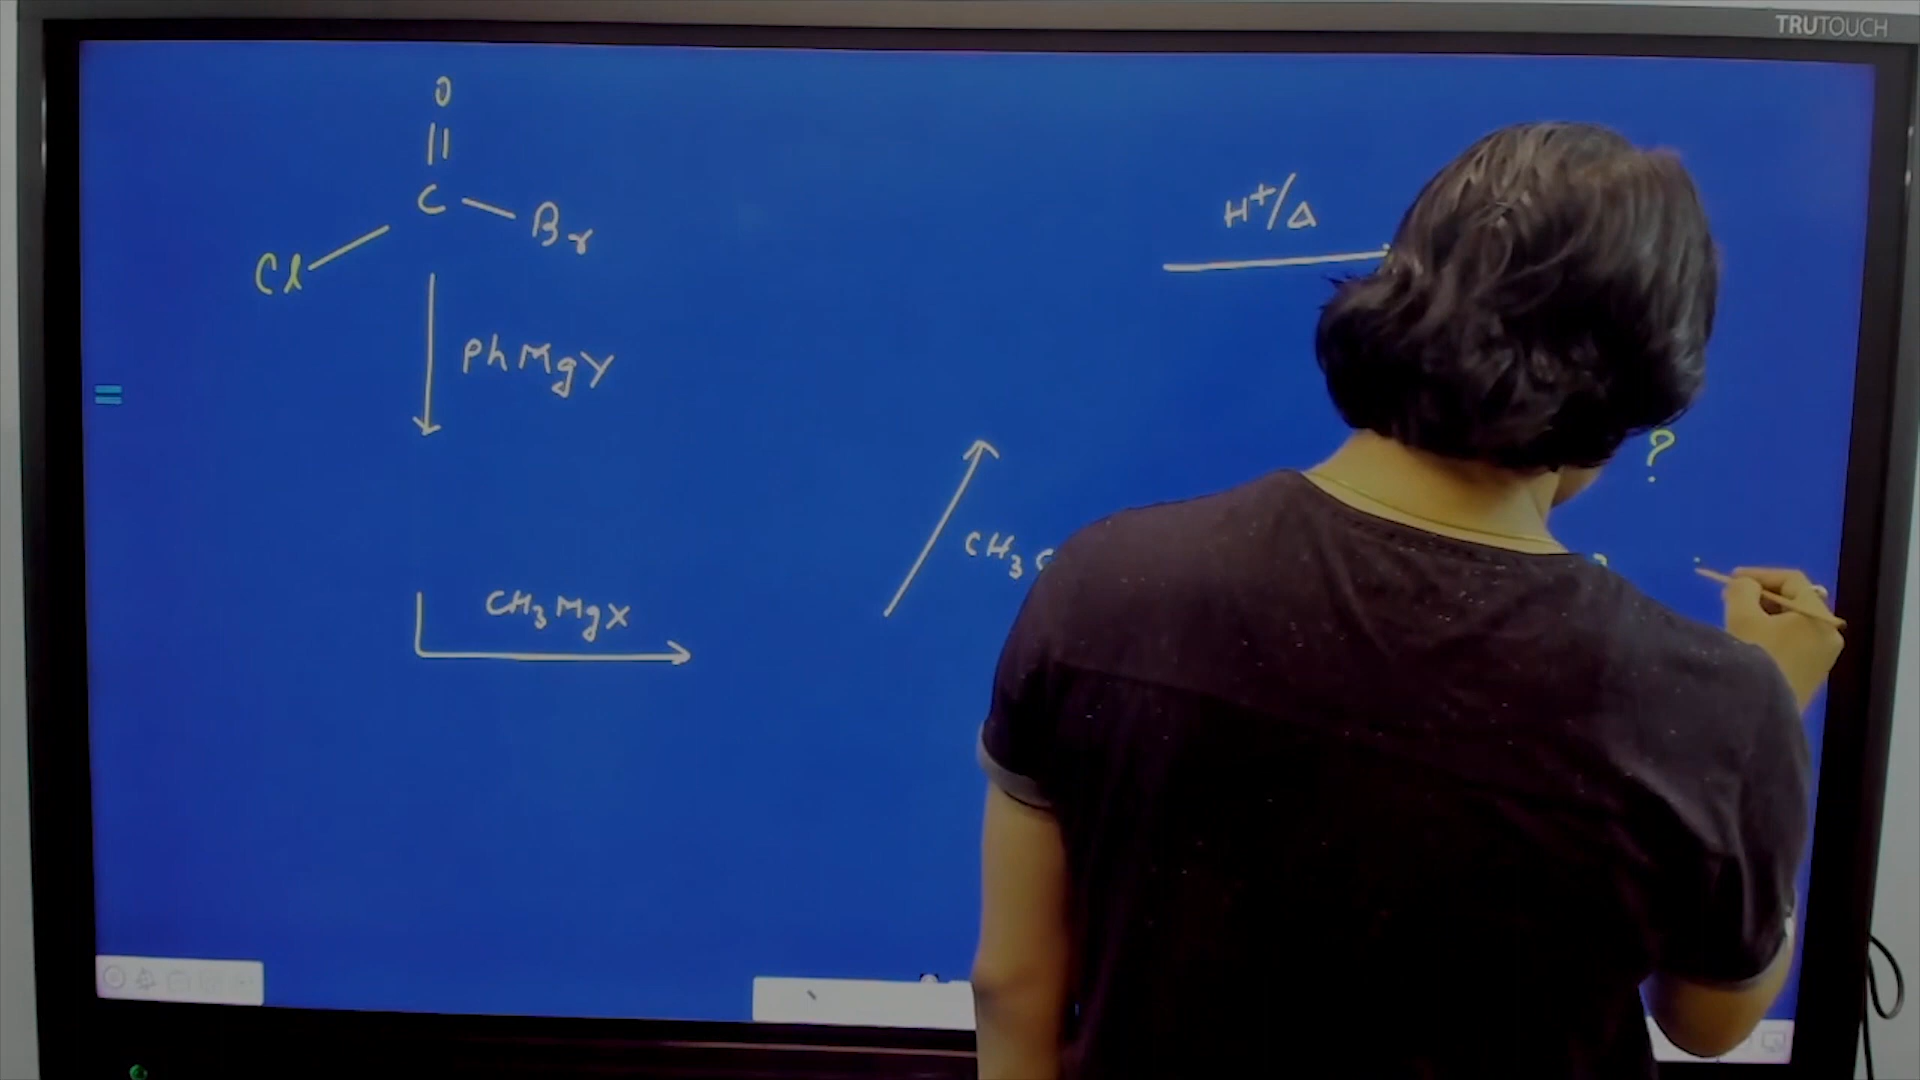 TRUTOUCH
O
||
C
Br
Cl
H+/Δ
PhMgY
?
CH3
CH3MgX